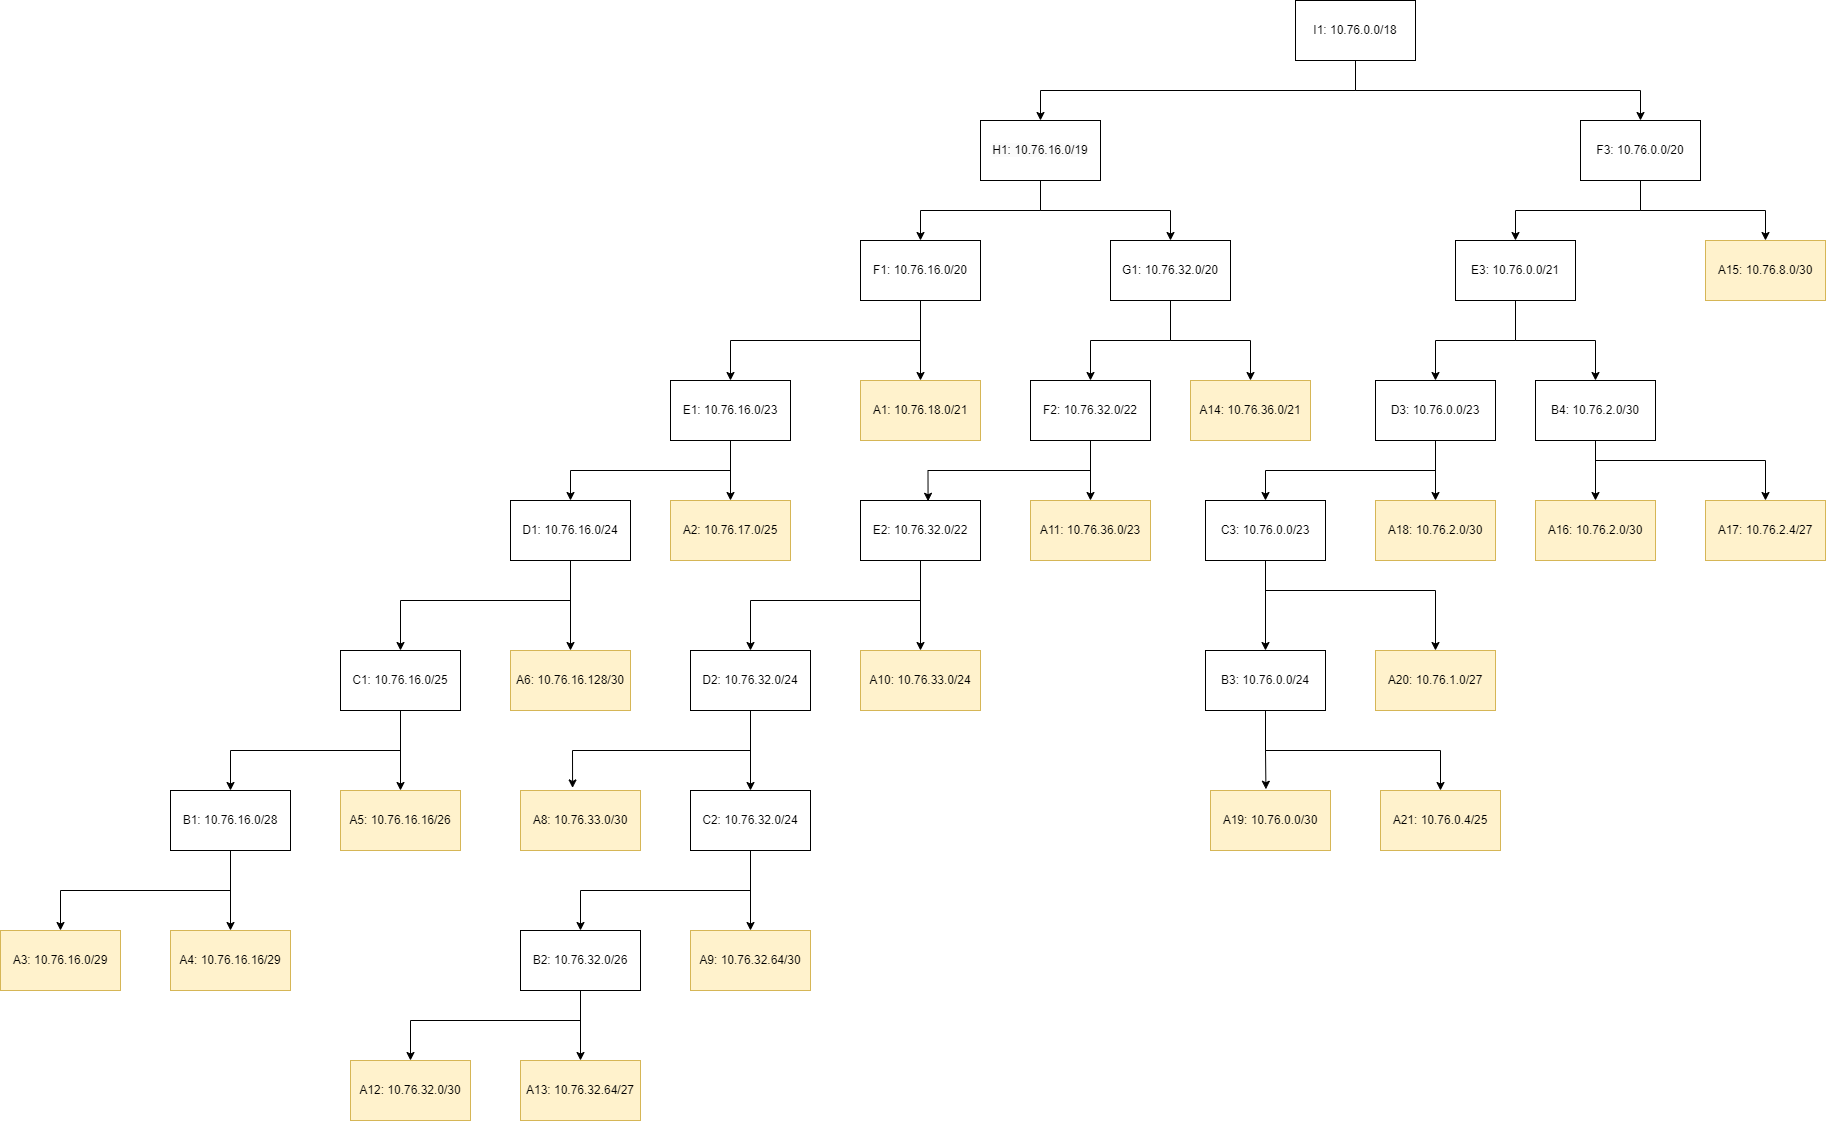 I1: 10.76.0.0/18
H1: 10.76.16.0/19
F3: 10.76.0.0/20
F1: 10.76.16.0/20
G1: 10.76.32.0/20
E3: 10.76.0.0/21
A15: 10.76.8.0/30
E1: 10.76.16.0/23
A1: 10.76.18.0/21
F2: 10.76.32.0/22
A14: 10.76.36.0/21
D3: 10.76.0.0/23
B4: 10.76.2.0/30
D1: 10.76.16.0/24
A2: 10.76.17.0/25
E2: 10.76.32.0/22
A11: 10.76.36.0/23
C3: 10.76.0.0/23
A18: 10.76.2.0/30
A16: 10.76.2.0/30
A17: 10.76.2.4/27
C1: 10.76.16.0/25
A6: 10.76.16.128/30
D2: 10.76.32.0/24
A10: 10.76.33.0/24
B3: 10.76.0.0/24
A20: 10.76.1.0/27
B1: 10.76.16.0/28
A5: 10.76.16.16/26
A8: 10.76.33.0/30
C2: 10.76.32.0/24
A19: 10.76.0.0/30
A21: 10.76.0.4/25
A3: 10.76.16.0/29
A4: 10.76.16.16/29
B2: 10.76.32.0/26
A9: 10.76.32.64/30
A12: 10.76.32.0/30
A13: 10.76.32.64/27